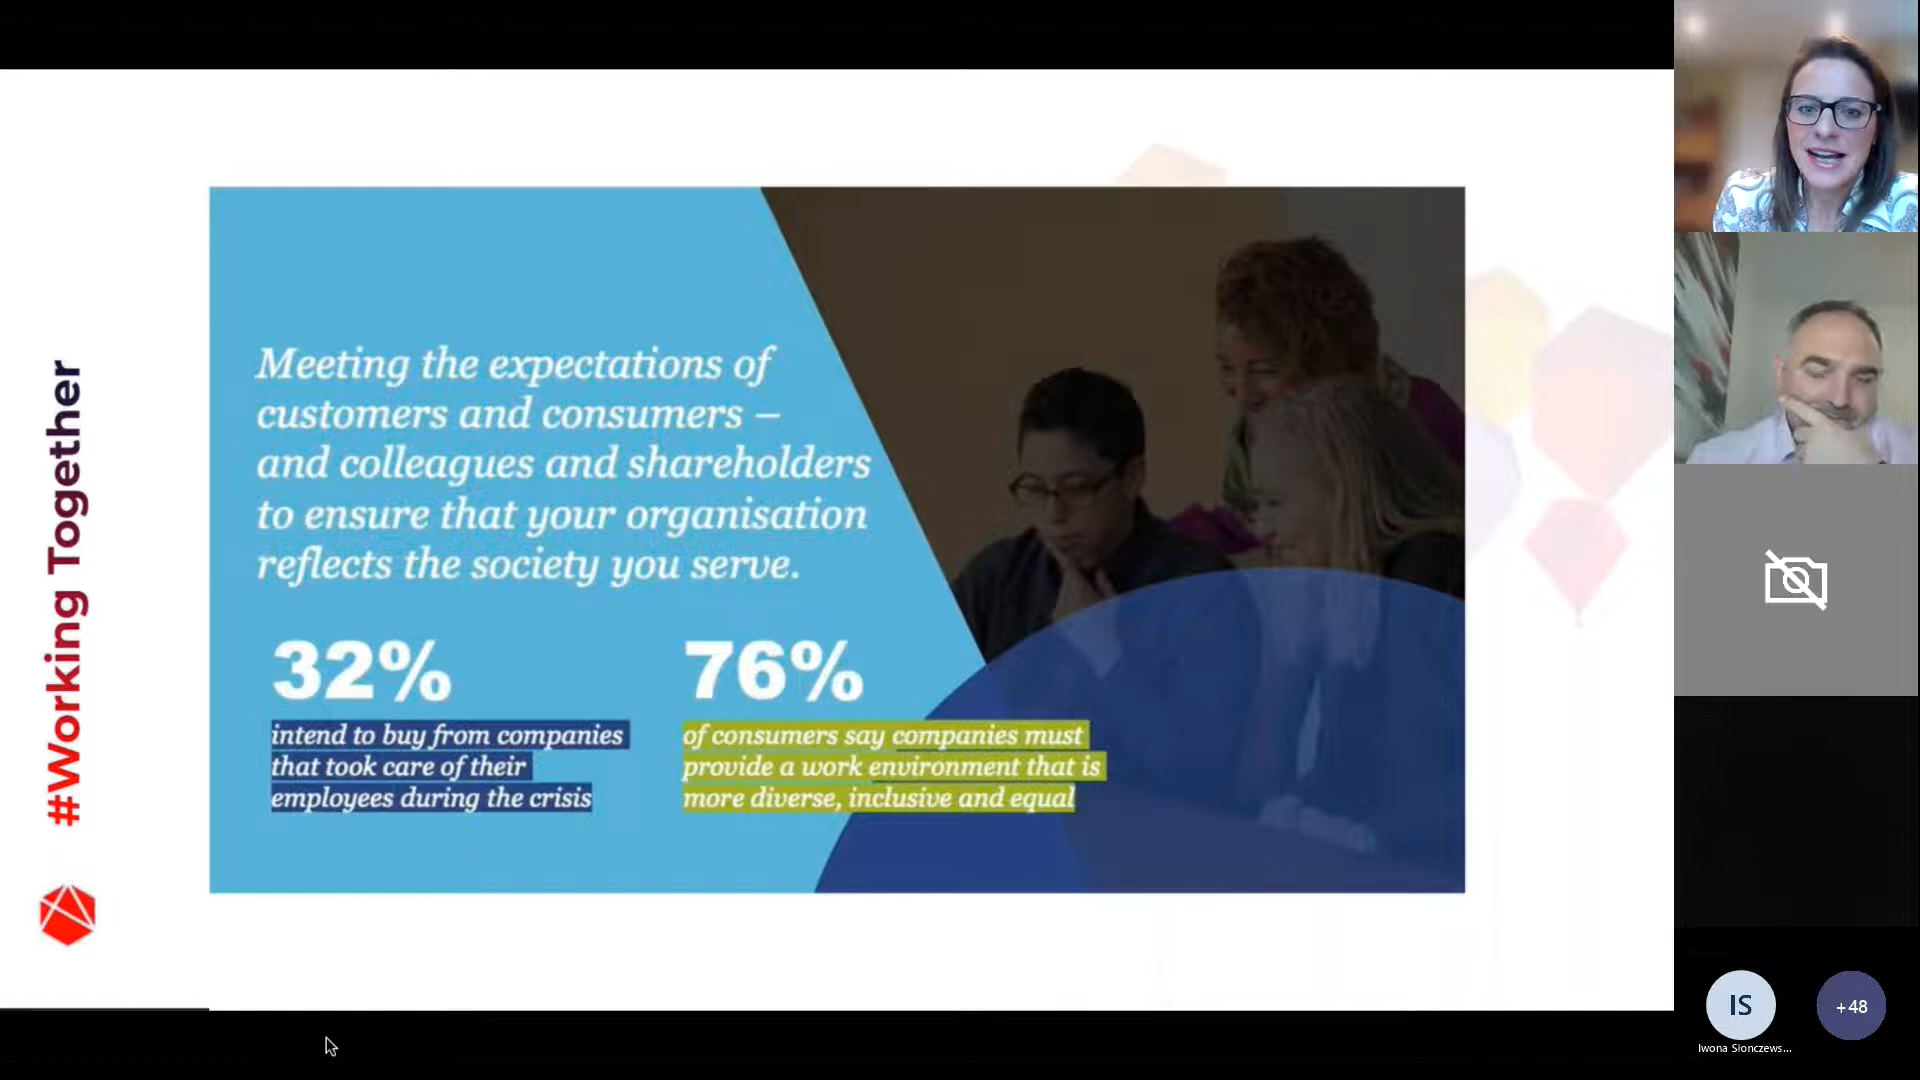 #Working Together
Meeting the expectations of
customers and consumers –
and colleagues and shareholders
to ensure that your organisation
reflects the society you serve.
32%
intend to buy from companies
that took care of their
employees during the crisis
76%
of consumers say companies must
provide a work environment that is
more diverse, inclusive and equal
IS
+48
Iwona Sionczews...